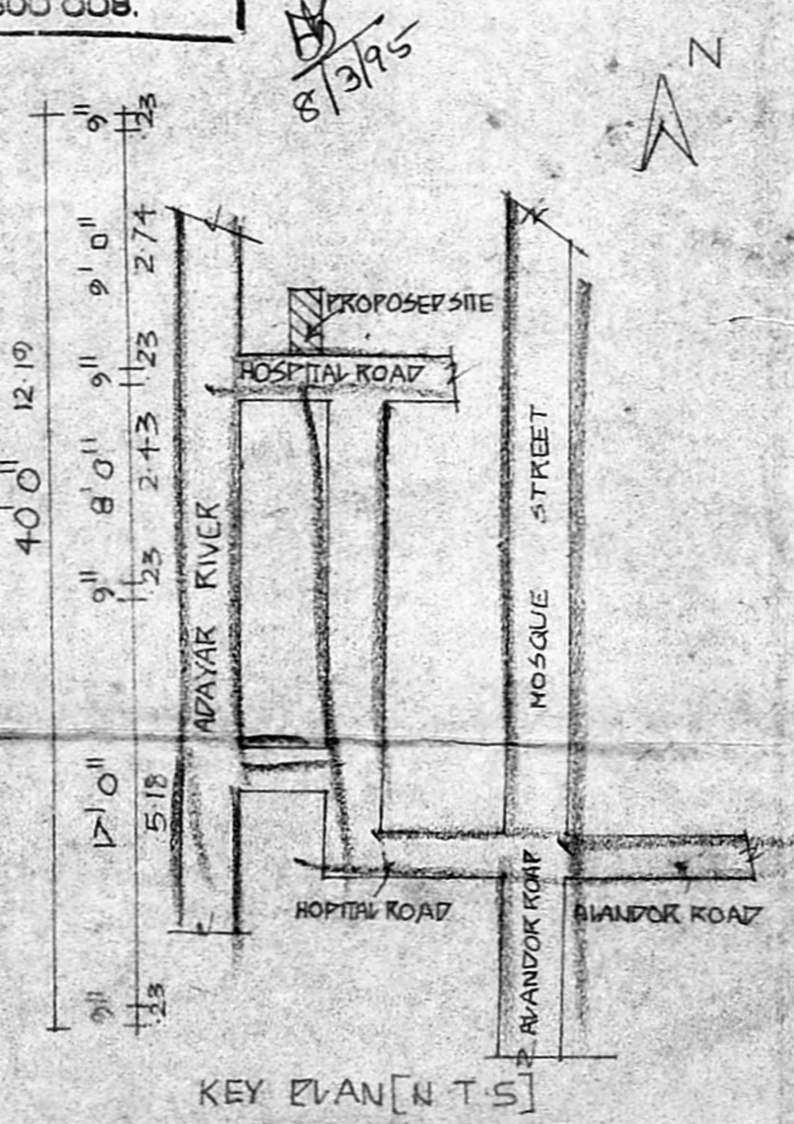 600 008.
8/3/95
N
9"
.23
9' 0"
2.74
9"
.23
40' 0"
12.19
8' 0"
2.43
9"
.23
17' 0"
5.18
9"
.23
PROPOSED SITE
HOSPITAL ROAD
ADAYAR RIVER
MOSQUE STREET
HOPITAL ROAD
ALANDOR ROAD
ALANDOR ROAD
KEY PLAN [N T.S]